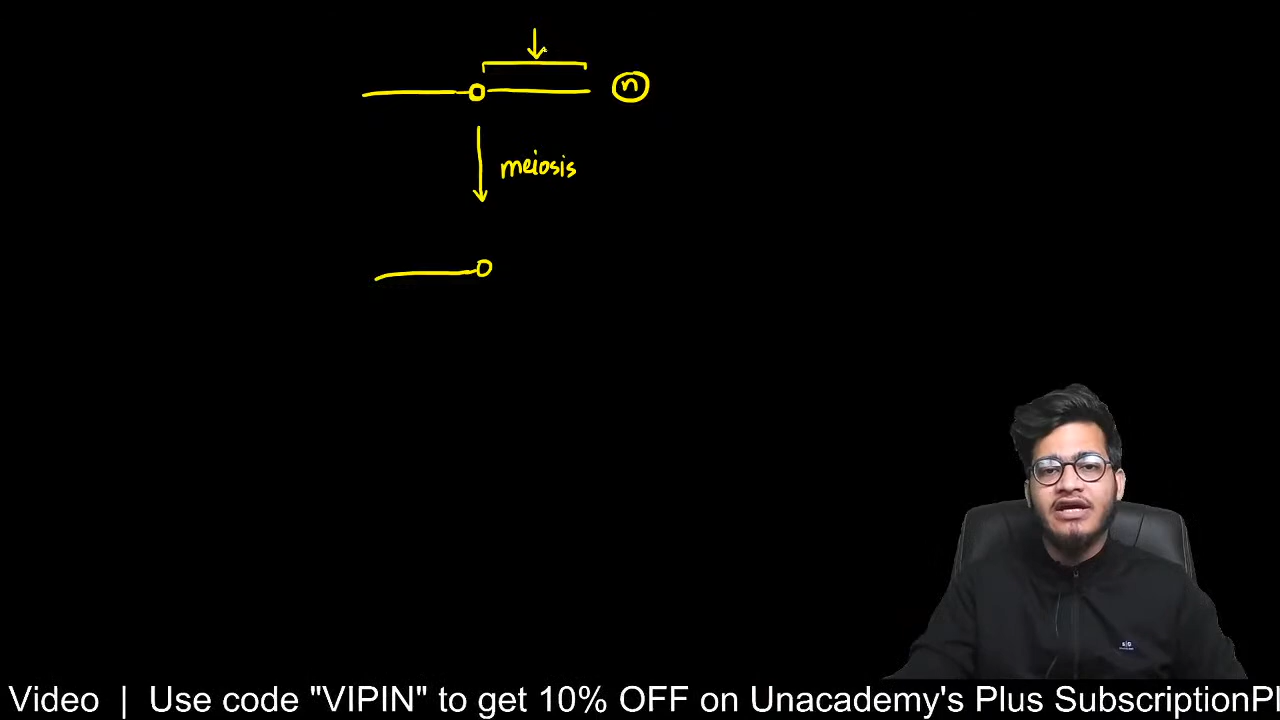 n
meiosis
Video | Use code "VIPIN" to get 10% OFF on Unacademy's Plus SubscriptionPl